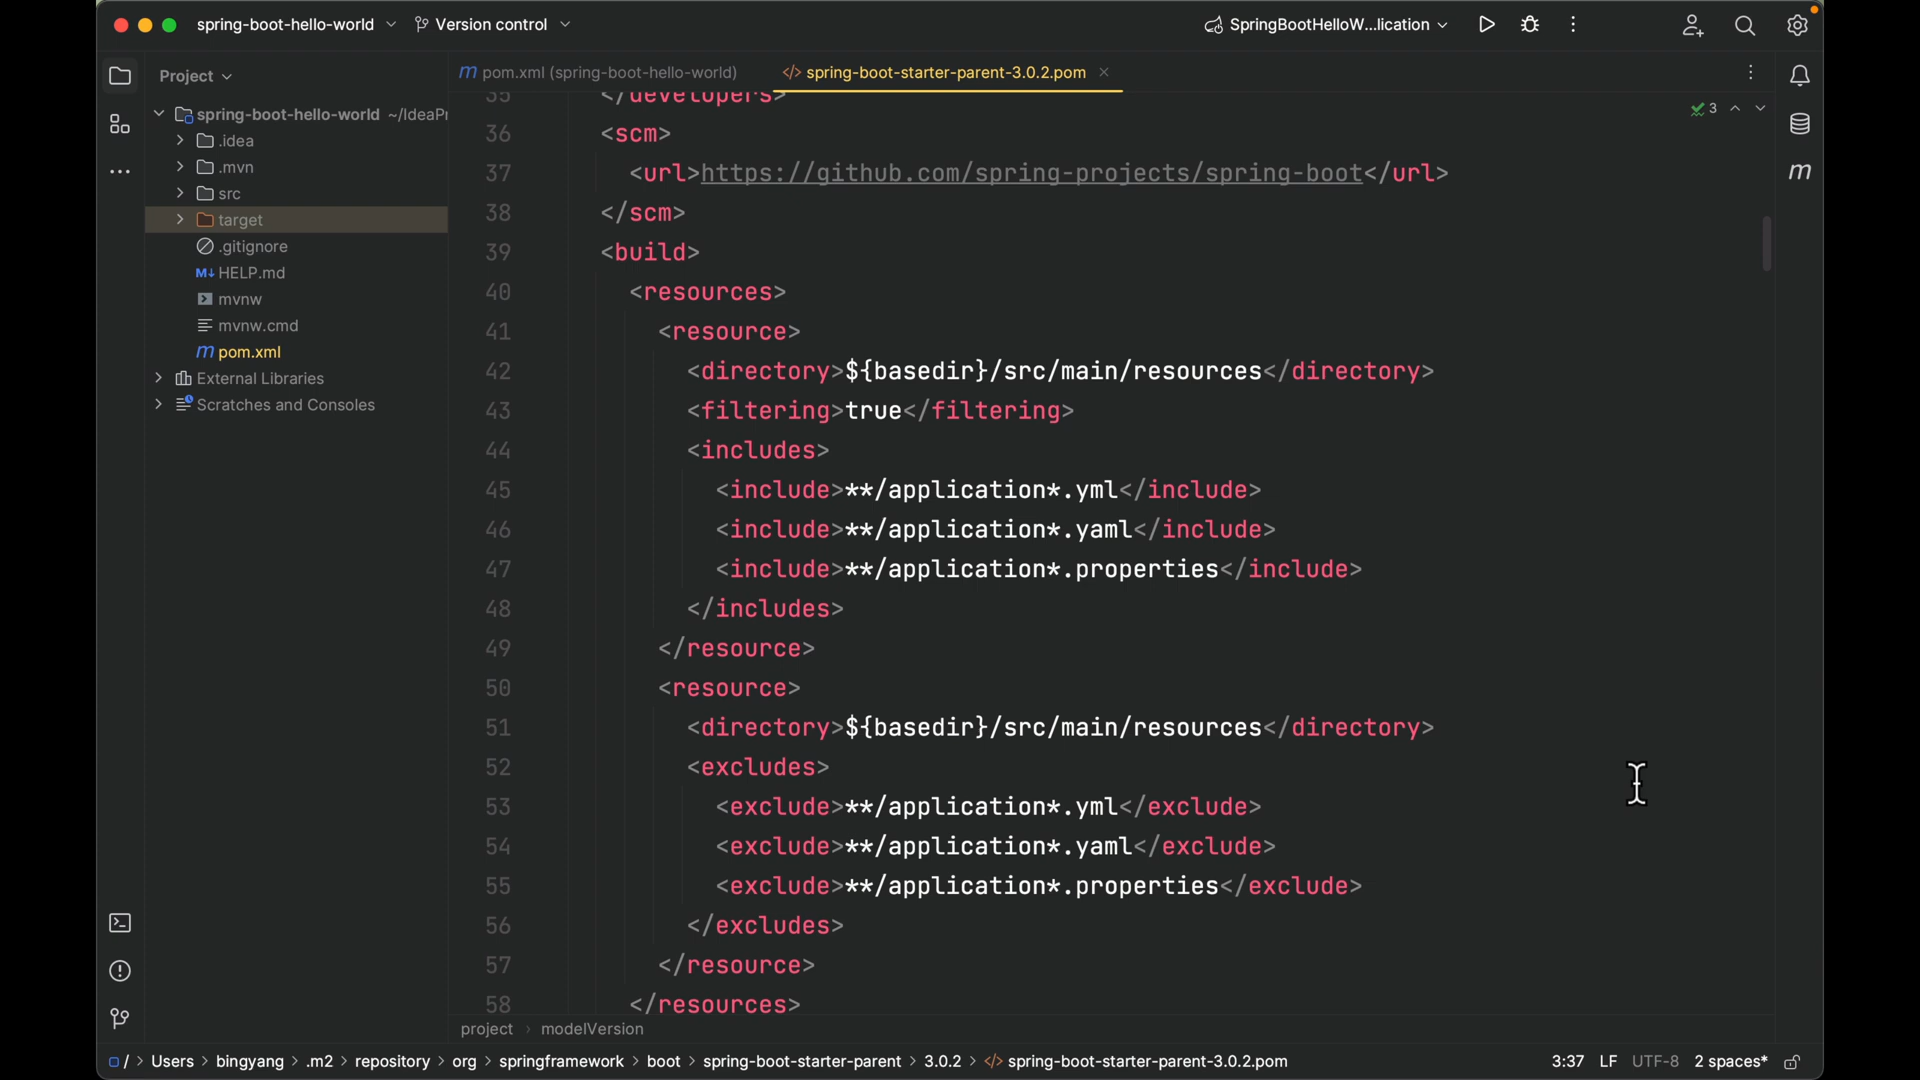 spring-boot-hello-world
Version control
SpringBootHelloW...lication
Project
pom.xml (spring-boot-hello-world)
</> spring-boot-starter-parent-3.0.2.pom
spring-boot-hello-world ~/IdeaPr
.idea
.mvn
src
target
.gitignore
M↓ HELP.md
mvnw
mvnw.cmd
m pom.xml
External Libraries
Scratches and Consoles
3
35 </developers>
36 <scm>
37 <url>https://github.com/spring-projects/spring-boot</url>
38 </scm>
39 <build>
40 <resources>
41 <resource>
42 <directory>${basedir}/src/main/resources</directory>
43 <filtering>true</filtering>
44 <includes>
45 <include>**/application*.yml</include>
46 <include>**/application*.yaml</include>
47 <include>**/application*.properties</include>
48 </includes>
49 </resource>
50 <resource>
51 <directory>${basedir}/src/main/resources</directory>
52 <excludes>
53 <exclude>**/application*.yml</exclude>
54 <exclude>**/application*.yaml</exclude>
55 <exclude>**/application*.properties</exclude>
56 </excludes>
57 </resource>
58 </resources>
project › modelVersion
/ > Users > bingyang > .m2 > repository > org > springframework > boot > spring-boot-starter-parent > 3.0.2 > </> spring-boot-starter-parent-3.0.2.pom
3:37 LF UTF-8 2 spaces*